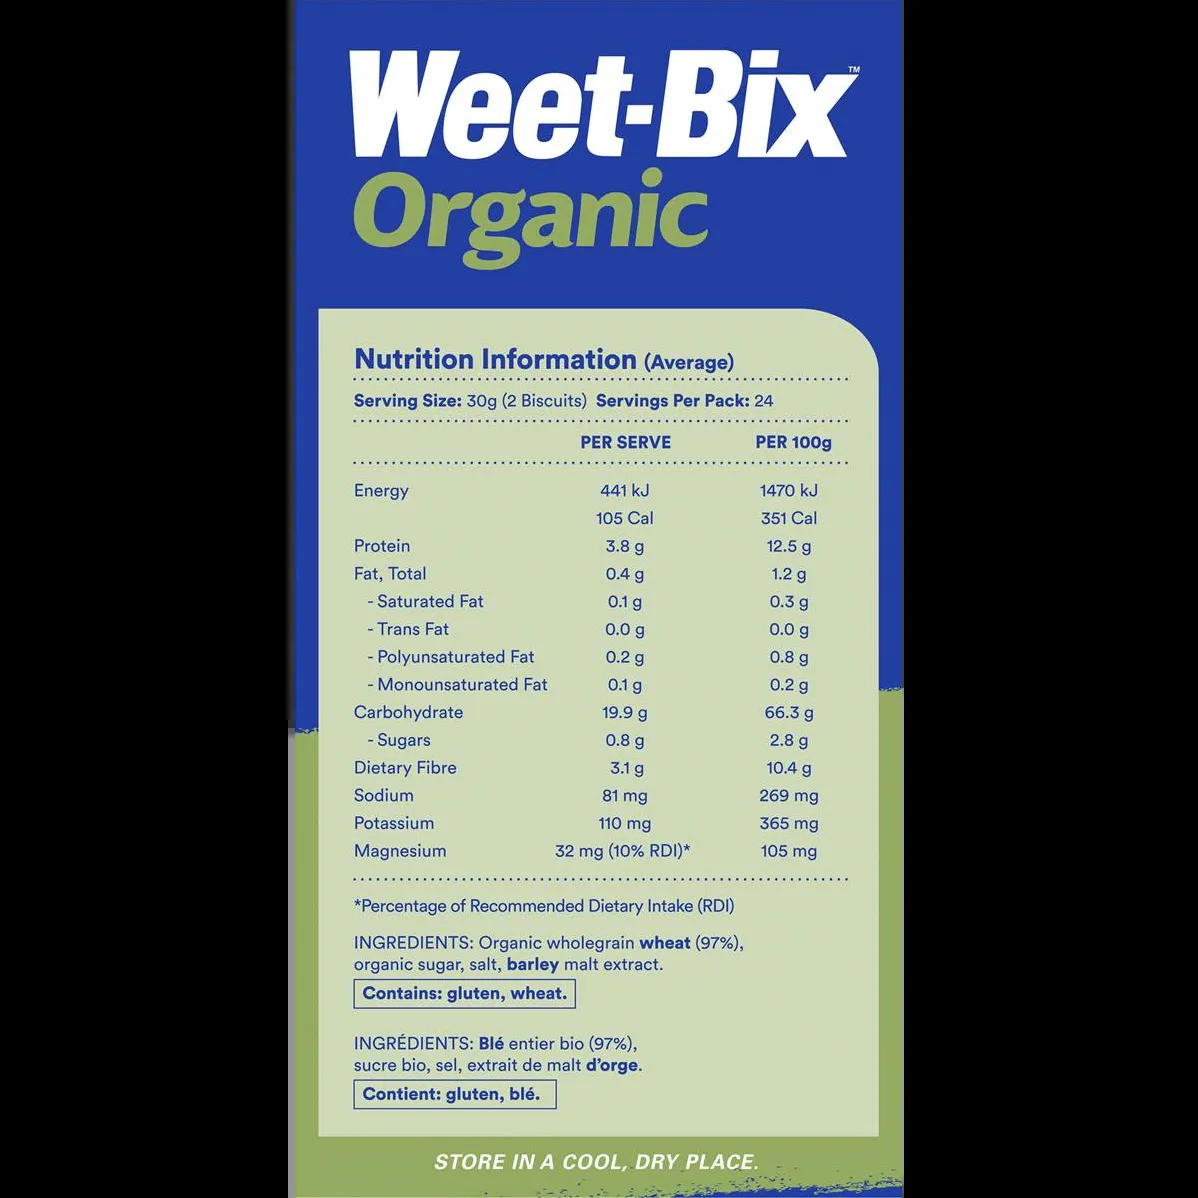 Weet-Bix™
Organic
Nutrition Information (Average)
Serving Size: 30g (2 Biscuits) Servings Per Pack: 24
PER SERVE PER 100g
Energy 441 kJ 1470 kJ
105 Cal 351 Cal
Protein 3.8 g 12.5 g
Fat, Total 0.4 g 1.2 g
- Saturated Fat 0.1 g 0.3 g
- Trans Fat 0.0 g 0.0 g
- Polyunsaturated Fat 0.2 g 0.8 g
- Monounsaturated Fat 0.1 g 0.2 g
Carbohydrate 19.9 g 66.3 g
- Sugars 0.8 g 2.8 g
Dietary Fibre 3.1 g 10.4 g
Sodium 81 mg 269 mg
Potassium 110 mg 365 mg
Magnesium 32 mg (10% RDI)* 105 mg
*Percentage of Recommended Dietary Intake (RDI)
INGREDIENTS: Organic wholegrain wheat (97%),
organic sugar, salt, barley malt extract.
Contains: gluten, wheat.
INGRÉDIENTS: Blé entier bio (97%),
sucre bio, sel, extrait de malt d'orge.
Contient: gluten, blé.
STORE IN A COOL, DRY PLACE.